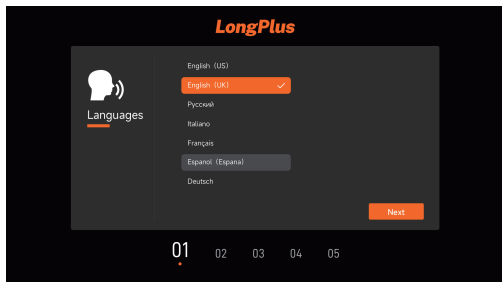 LongPlus
Languages
English (US)
English (UK)
Русский
Italiano
Français
Espanol (Espana)
Deutsch
Next
01 02 03 04 05